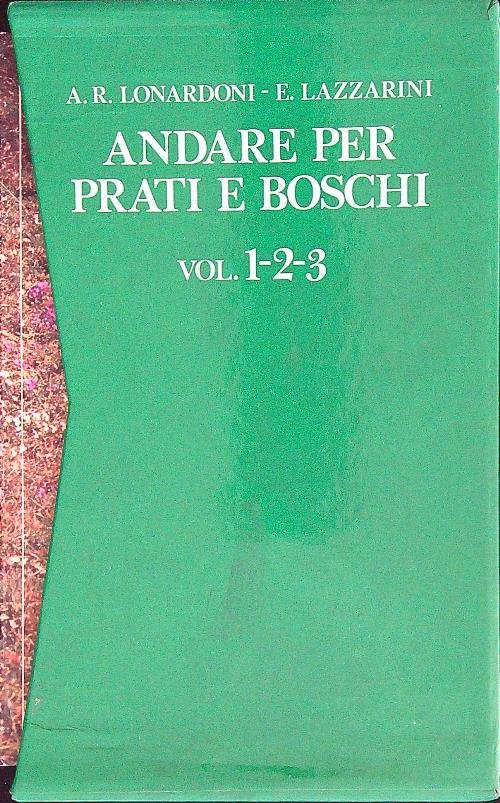 A. R. LONARDONI - E. LAZZARINI
ANDARE PER
PRATI E BOSCHI
VOL. 1-2-3